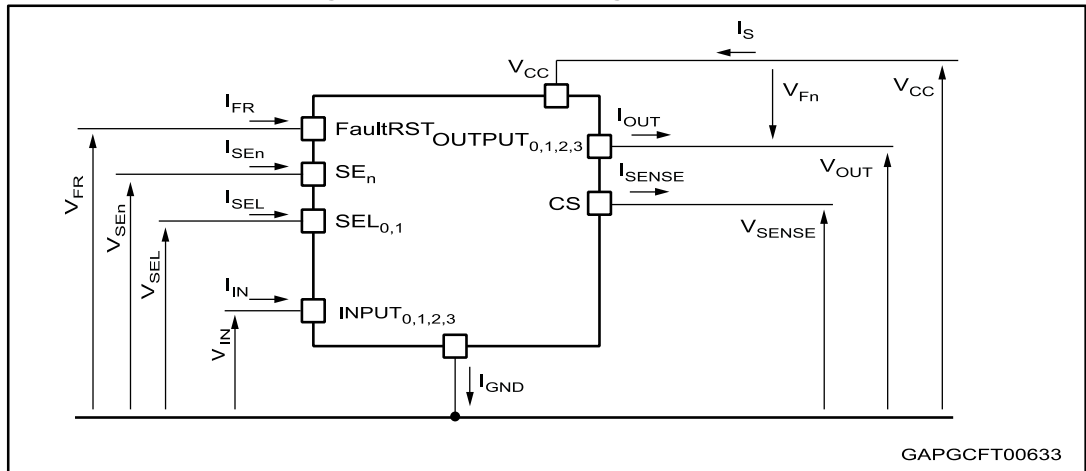 I_S
V_CC
V_Fn
V_CC
I_FR
FaultRST
OUTPUT_0,1,2,3
I_OUT
V_FR
I_SEn
SE_n
I_SENSE
V_OUT
V_SEn
I_SEL
SEL_0,1
CS
V_SENSE
V_SEL
I_IN
INPUT_0,1,2,3
V_IN
I_GND
GAPGCFT00633